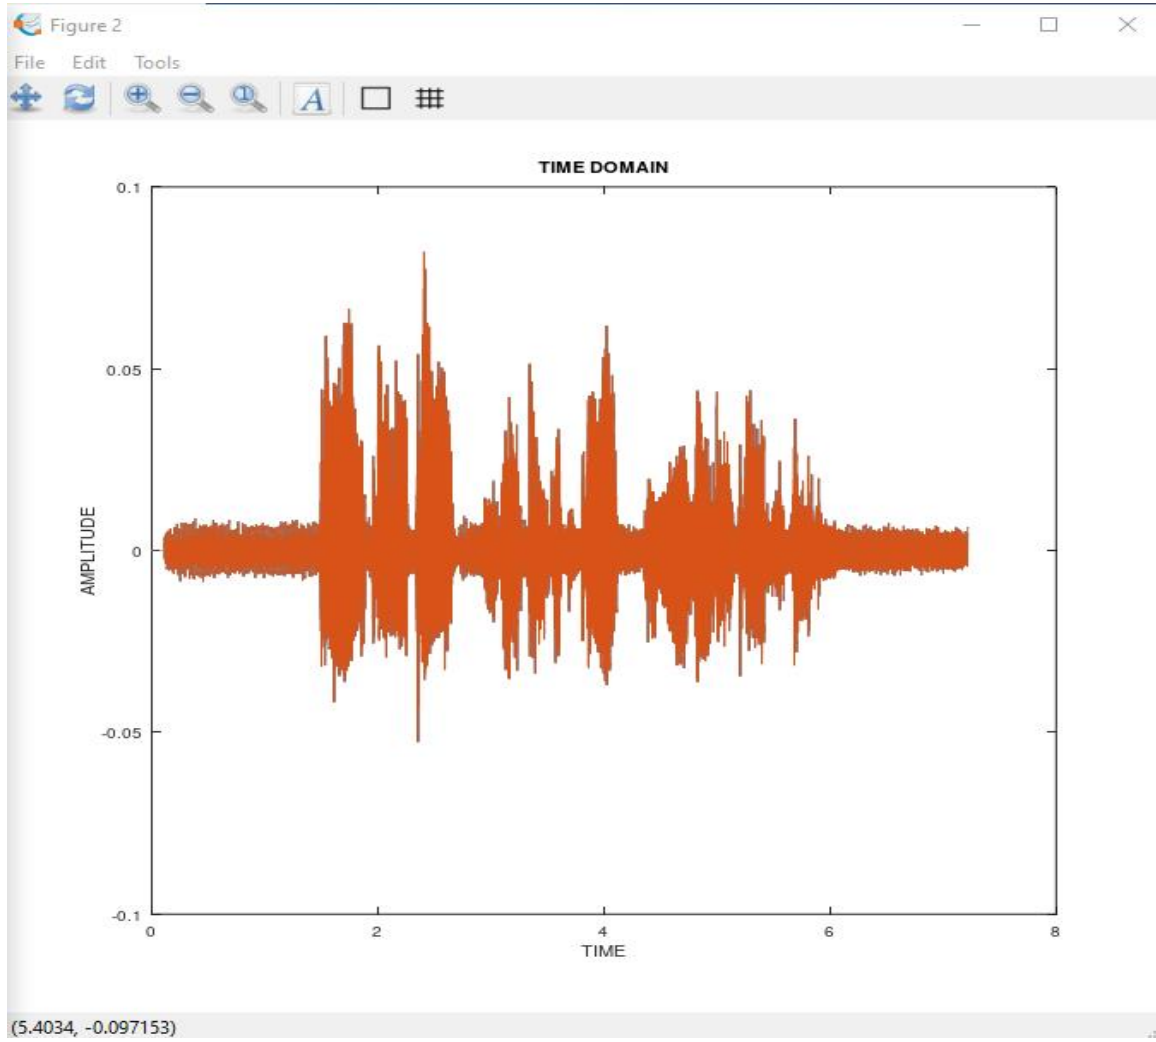 Figure 2
File Edit Tools
A
TIME DOMAIN
0.1
0.05
0
-0.05
-0.1
AMPLITUDE
0 2 4 6 8
TIME
(5.4034, -0.097153)